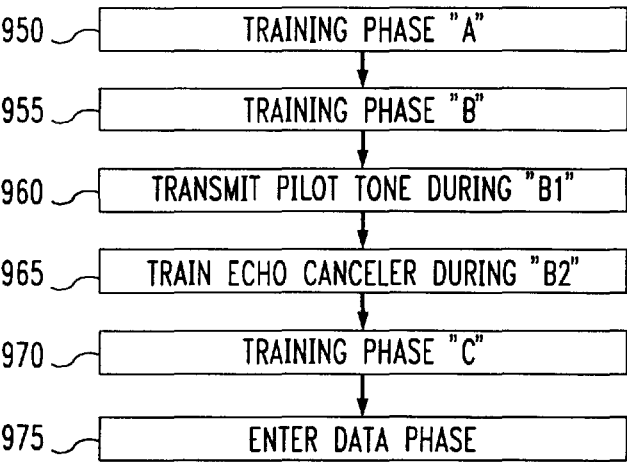 950 TRAINING PHASE "A"
955 TRAINING PHASE "B"
960 TRANSMIT PILOT TONE DURING "B1"
965 TRAIN ECHO CANCELER DURING "B2"
970 TRAINING PHASE "C"
975 ENTER DATA PHASE